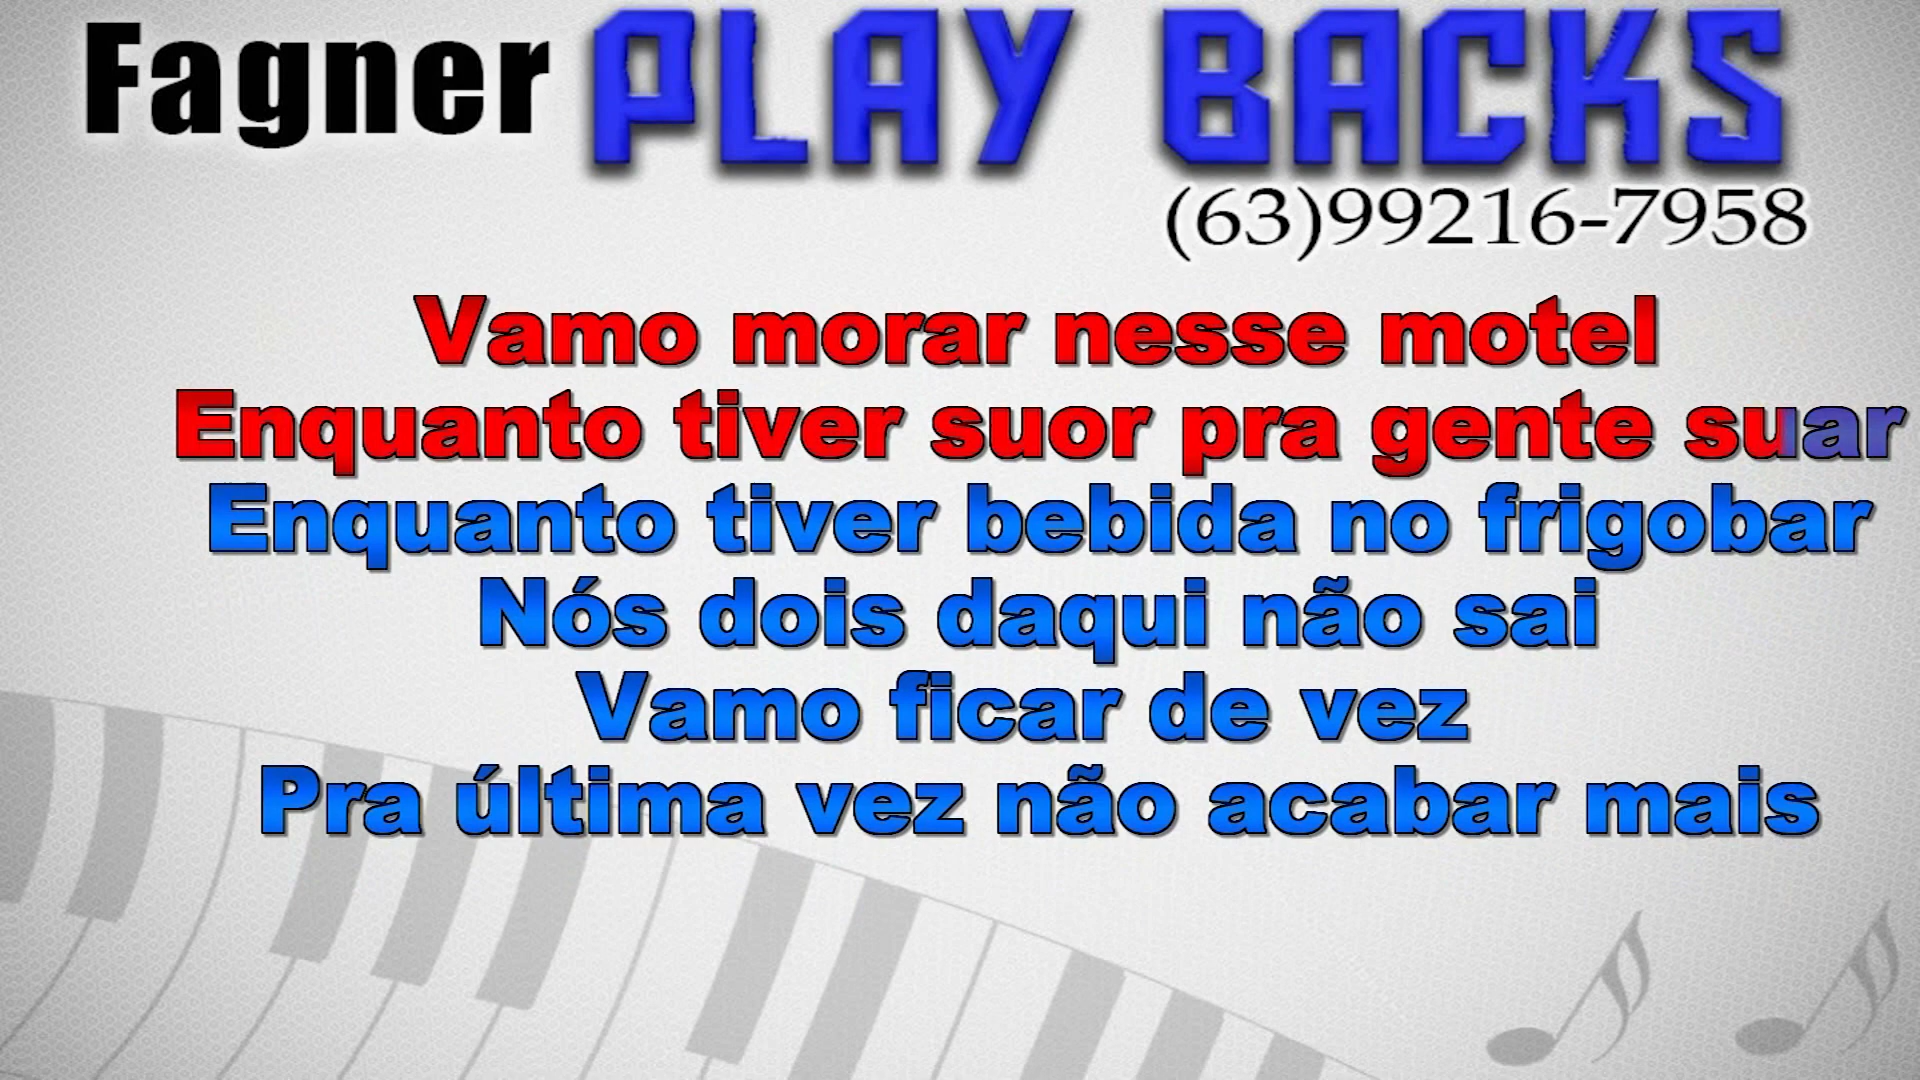 Fagner PLAY BACKS
(63)99216-7958
Vamo morar nesse motel
Enquanto tiver suor pra gente suar
Enquanto tiver bebida no frigobar
Nós dois daqui não sai
Vamo ficar de vez
Pra última vez não acabar mais